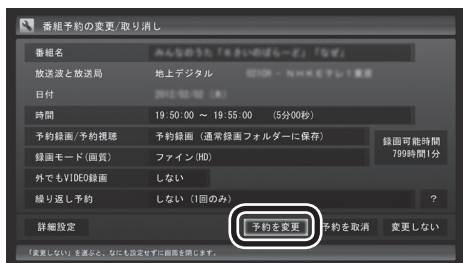 番組予約の変更/取り消し
番組名
放送波と放送局 地上デジタル
日付
時間 19:50:00 ～ 19:55:00 (5分00秒)
予約録画/予約視聴 予約録画 (通常録画フォルダーに保存)
録画可能時間
799時間1分
録画モード(画質) ファイン(HD)
外でもVIDEO録画 しない
繰り返し予約 しない (1回のみ) ?
詳細設定 予約を変更 予約を取消 変更しない
「変更しない」を選ぶと、なにも設定せずに画面を閉じます。